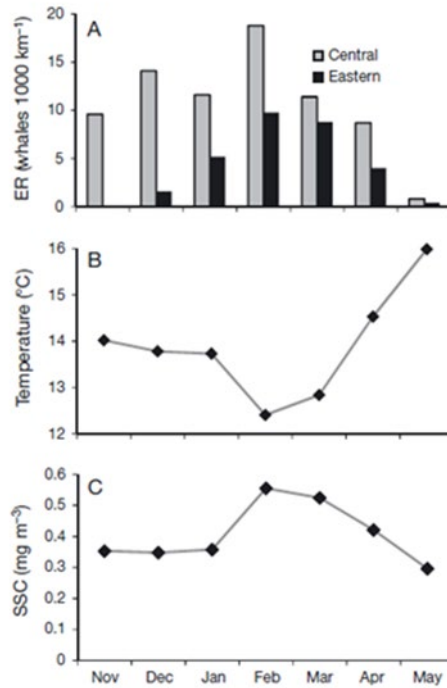 A
ER (whales 1000 km⁻¹)
20
15
10
5
0
Central
Eastern
B
Temperature (°C)
16
15
14
13
12
C
SSC (mg m⁻³)
0.6
0.5
0.4
0.3
0.2
0.1
0
Nov Dec Jan Feb Mar Apr May